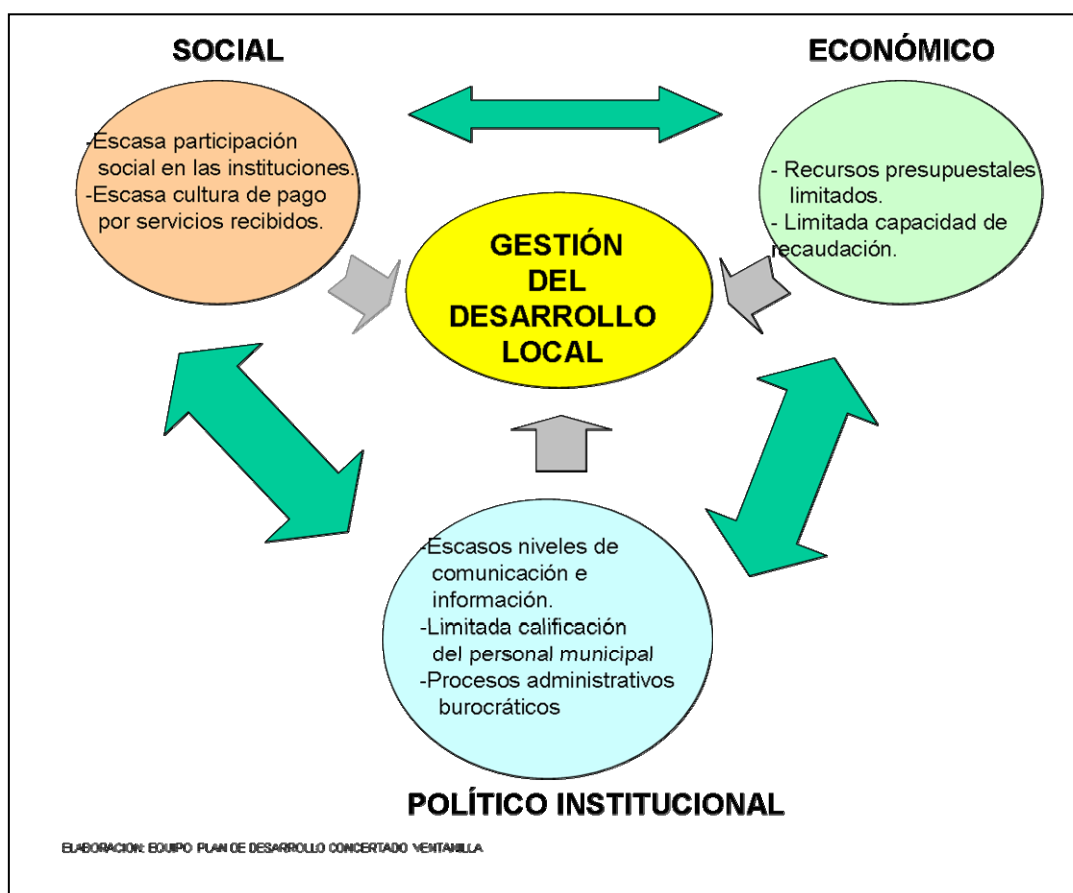 SOCIAL
ECONÓMICO
-Escasa participación
social en las instituciones.
-Escasa cultura de pago
por servicios recibidos.
- Recursos presupuestales
limitados.
- Limitada capacidad de
recaudación.
GESTIÓN
DEL
DESARROLLO
LOCAL
-Escasos niveles de
comunicación e
información.
-Limitada calificación
del personal municipal
-Procesos administrativos
burocráticos
POLÍTICO INSTITUCIONAL
ELABORACION: EQUIPO PLAN DE DESARROLLO CONCERTADO VENTANILLA